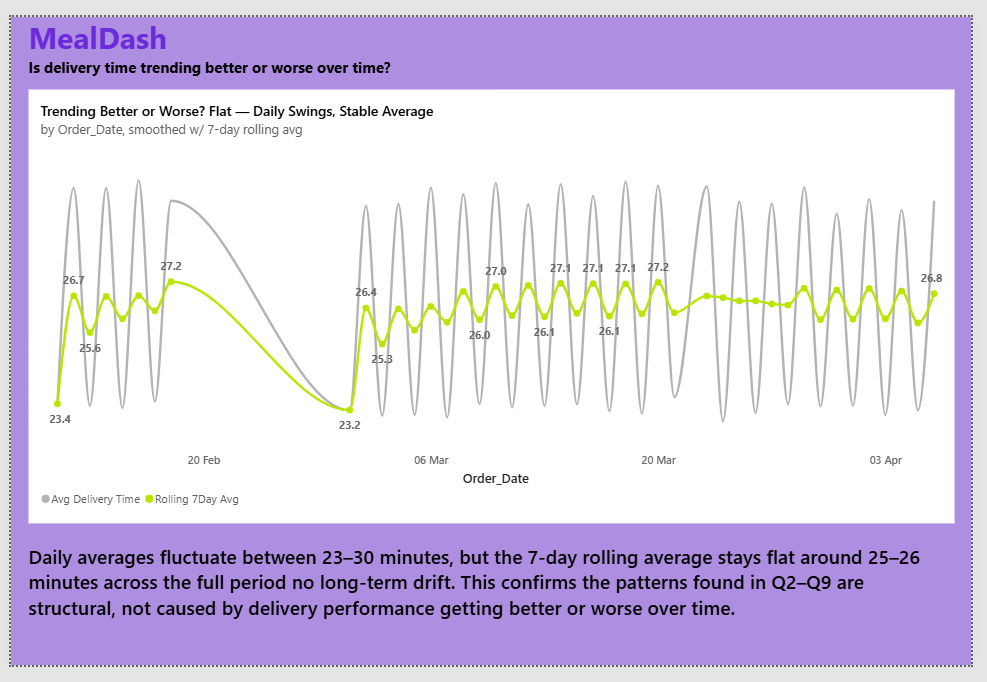 MealDash
Is delivery time trending better or worse over time?
Trending Better or Worse? Flat — Daily Swings, Stable Average
by Order_Date, smoothed w/ 7-day rolling avg
23.4
26.7
25.6
27.2
23.2
26.4
25.3
26.0
27.0
26.1
27.1
27.1
26.1
27.1
27.2
26.8
20 Feb
06 Mar
20 Mar
03 Apr
Order_Date
Avg Delivery Time Rolling 7Day Avg
Daily averages fluctuate between 23–30 minutes, but the 7-day rolling average stays flat around 25–26
minutes across the full period no long-term drift. This confirms the patterns found in Q2–Q9 are
structural, not caused by delivery performance getting better or worse over time.